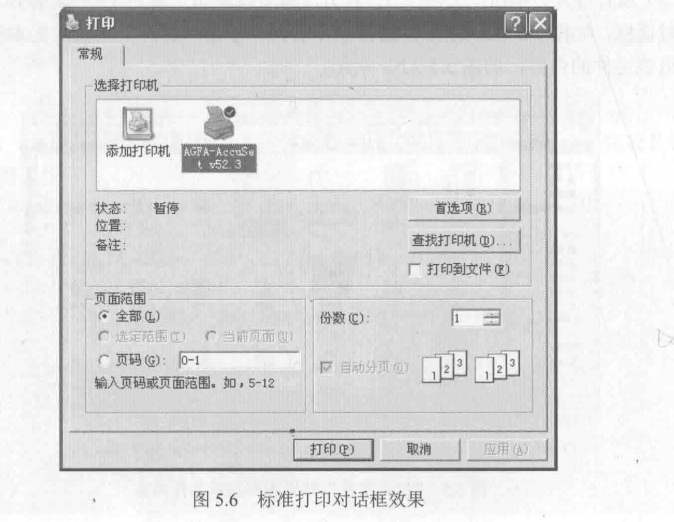 打印
常规
选择打印机
添加打印机
AGFA-AccuSe
t v52.3
状态: 暂停
首选项(R)
位置:
查找打印机(D)...
备注:
打印到文件(F)
页面范围
全部(L)
份数(C): 1
选定范围(T) 当前页面(U)
页码(G): 0-1
自动分页(O)
1 2 3 1 2 3
输入页码或页面范围。如，5-12
打印(P) 取消 应用(A)
图 5.6 标准打印对话框效果